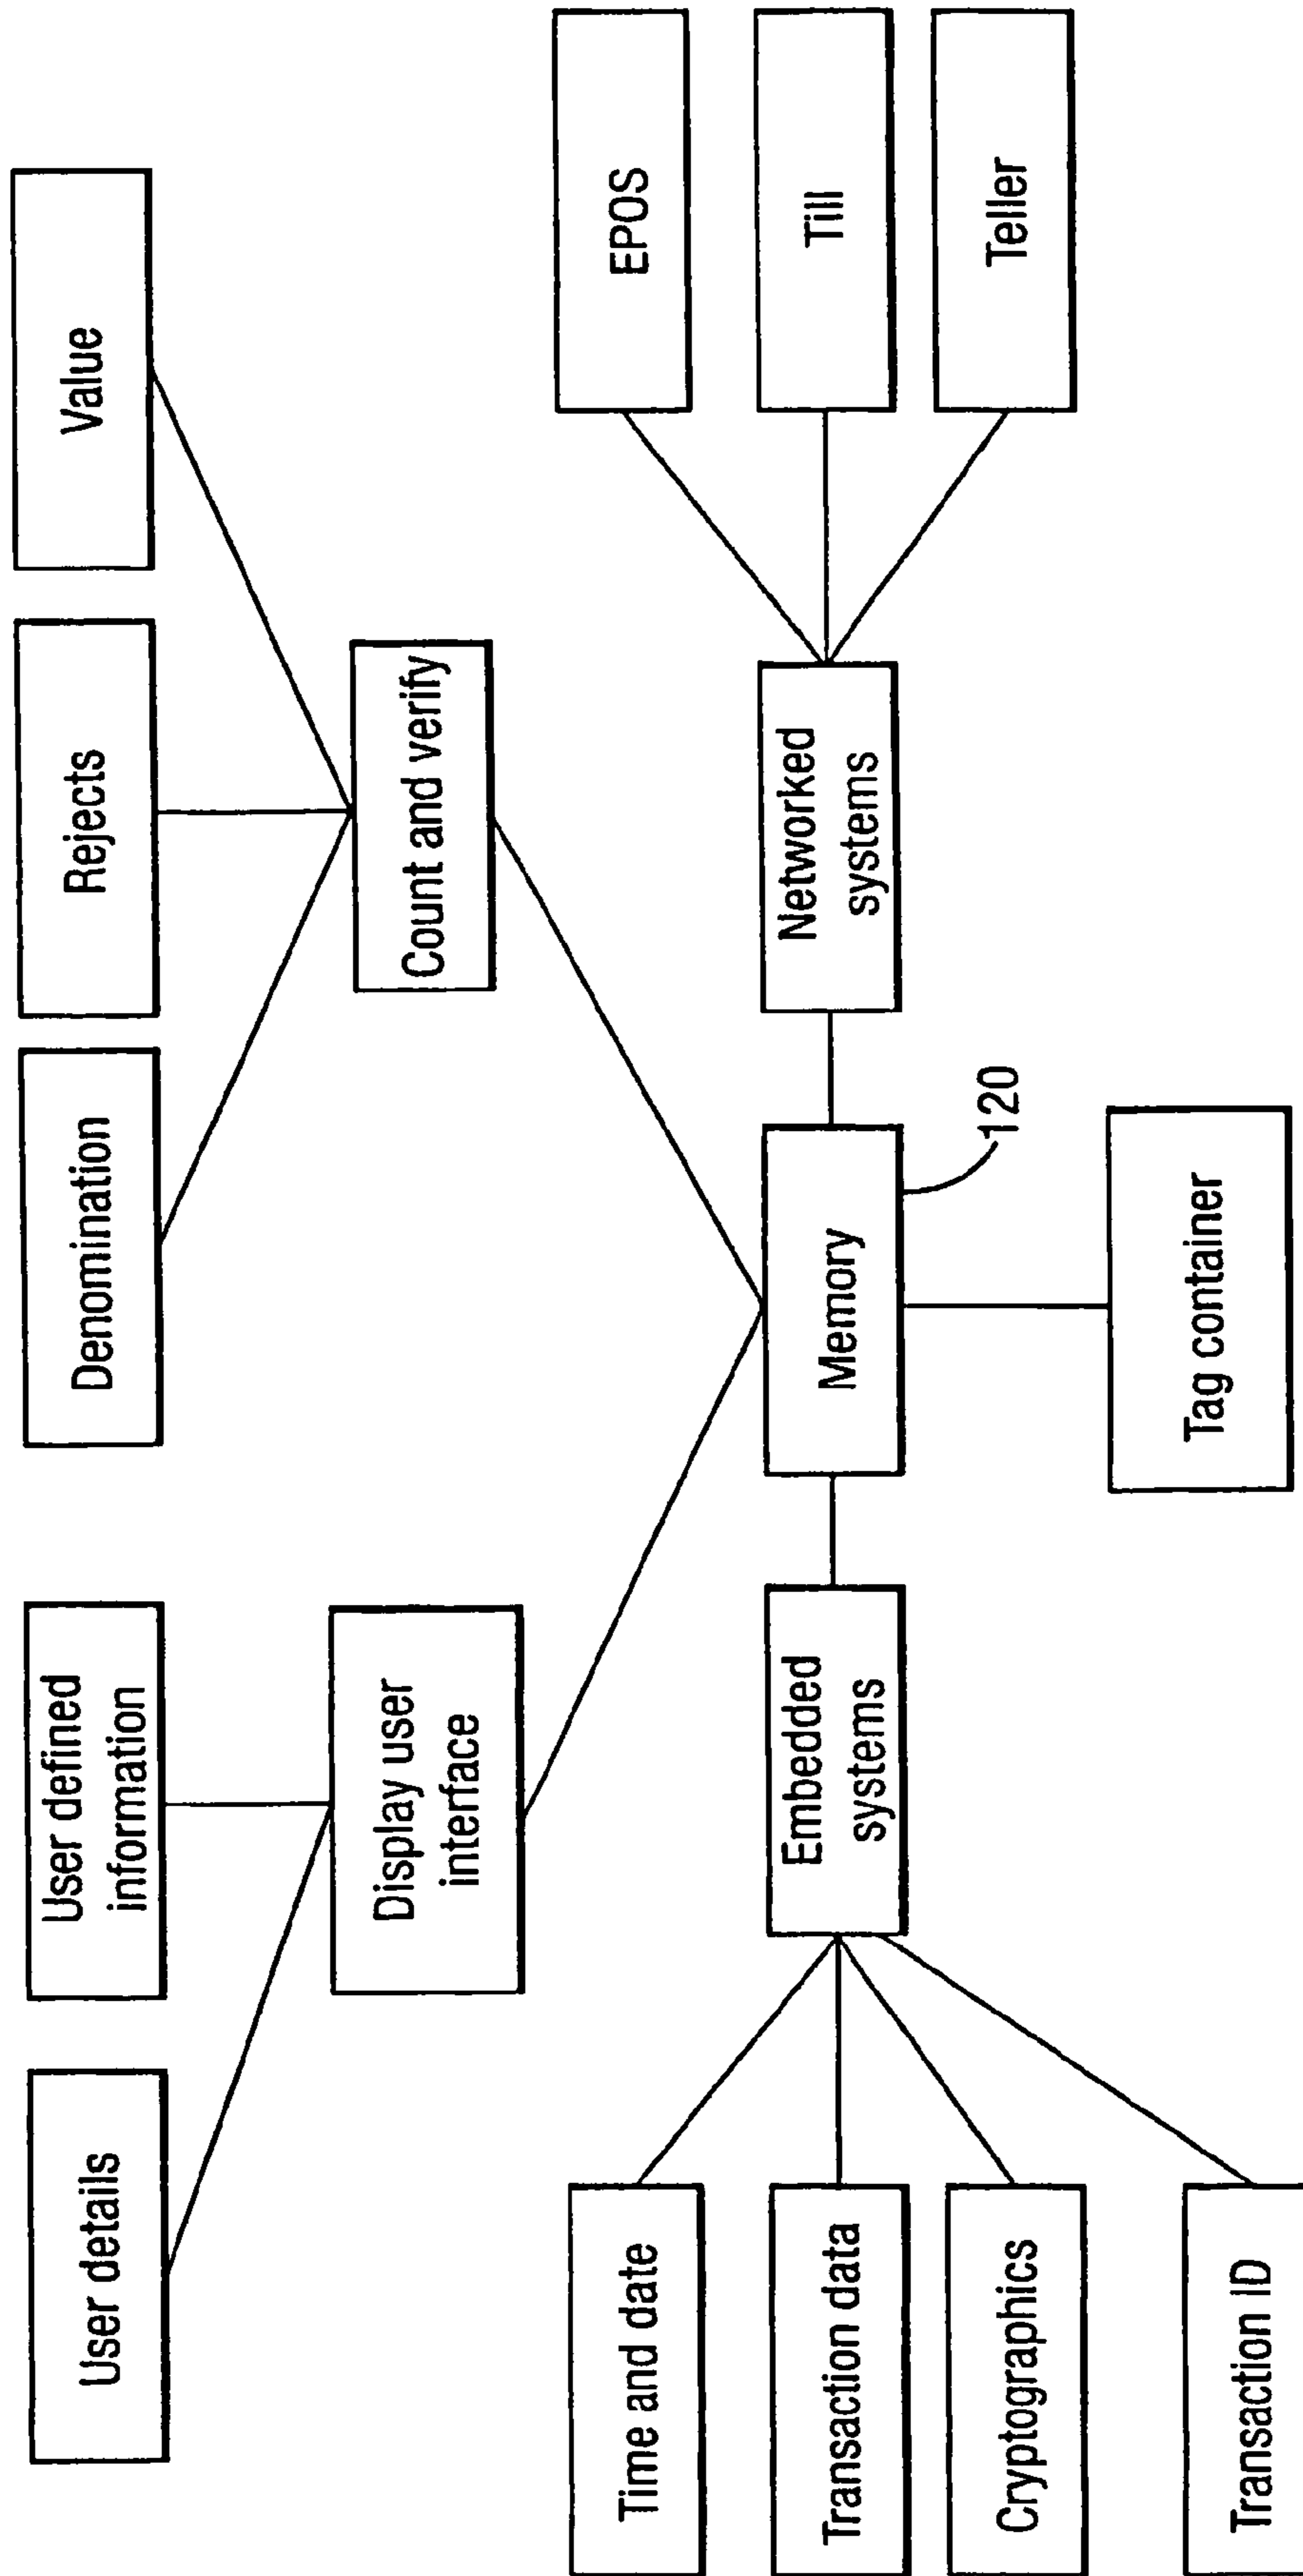 User details
User defined
information
Denomination
Rejects
Value
Display user
interface
Count and verify
Time and date
Transaction data
Cryptographics
Transaction ID
Embedded
systems
Memory
120
Networked
systems
EPOS
Till
Teller
Tag container